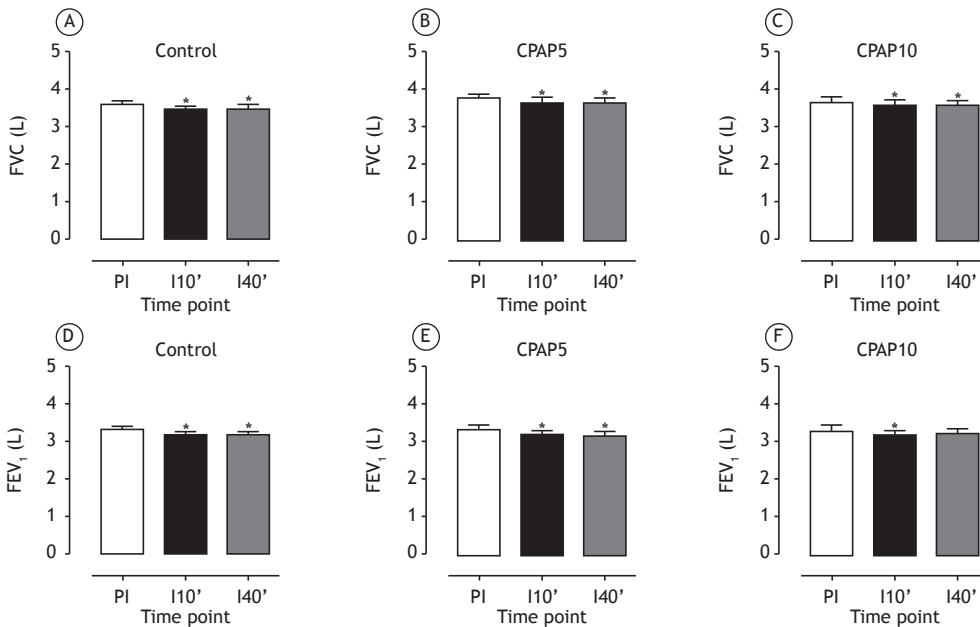 A
Control
5
4
3
2
1
0
FVC (L)
*
*
PI
I10’
I40’
Time point
B
CPAP5
5
4
3
2
1
0
FVC (L)
*
*
PI
I10’
I40’
Time point
C
CPAP10
5
4
3
2
1
0
FVC (L)
*
*
PI
I10’
I40’
Time point
D
Control
5
4
3
2
1
0
FEV₁ (L)
*
*
PI
I10’
I40’
Time point
E
CPAP5
5
4
3
2
1
0
FEV₁ (L)
*
*
PI
I10’
I40’
Time point
F
CPAP10
5
4
3
2
1
0
FEV₁ (L)
*
PI
I10’
I40’
Time point